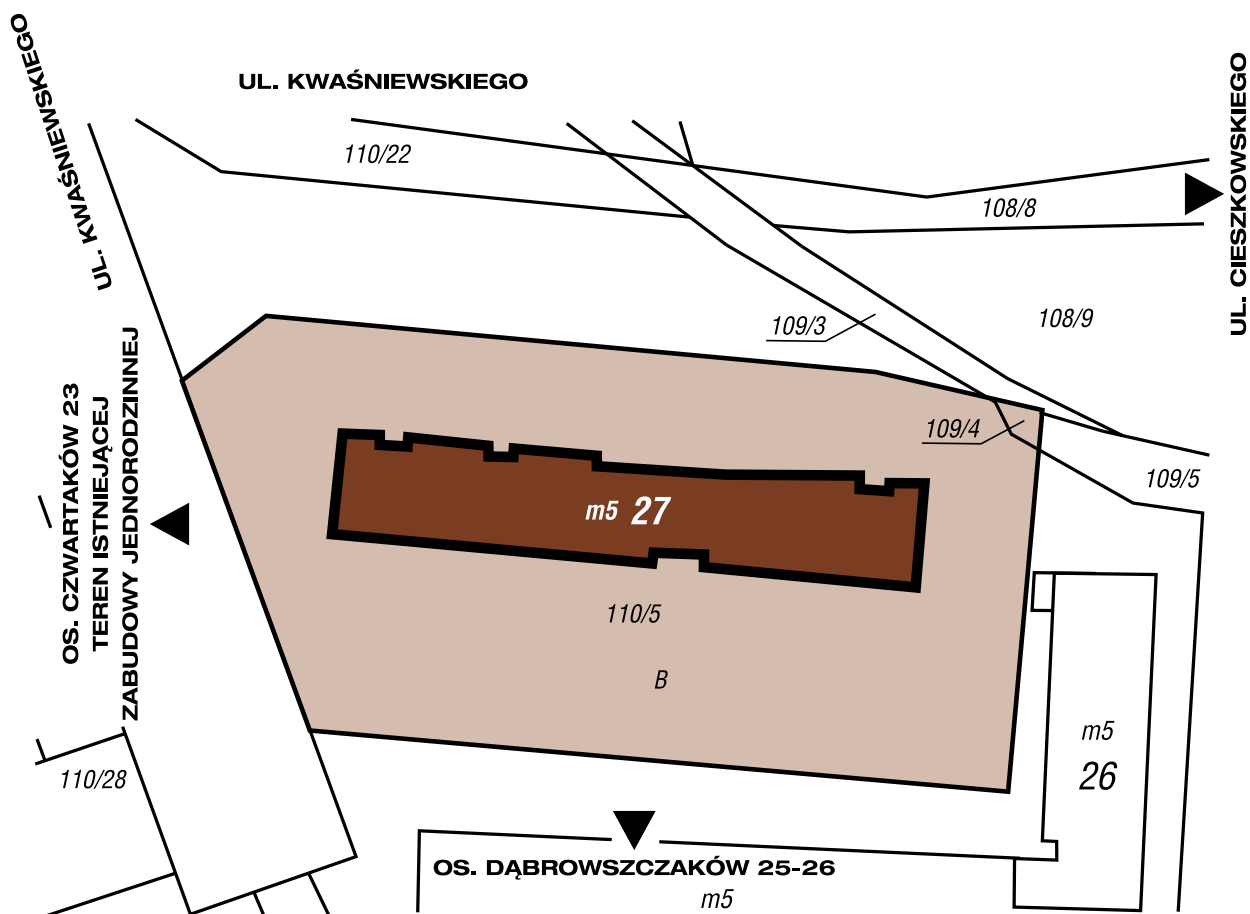 UL. KWAŚNIEWSKIEGO
UL. KWAŚNIEWSKIEGO
110/22
108/8
UL. CIESZKOWSKIEGO
109/3
108/9
109/4
109/5
OS. CZWARTAKÓW 23
TEREN ISTNIEJĄCEJ
ZABUDOWY JEDNORODZINNEJ
m5 27
110/5
B
m5
26
110/28
OS. DĄBROWSZCZAKÓW 25-26
m5